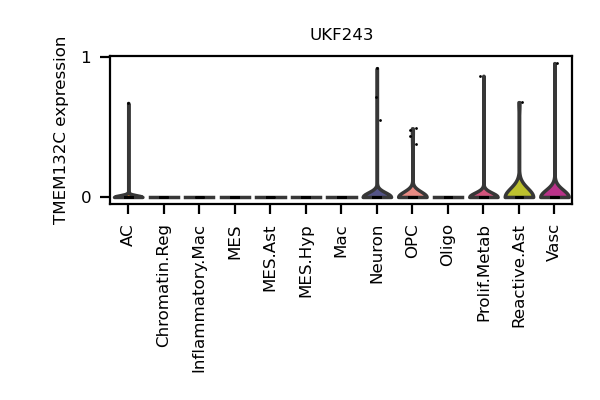 UKF243
TMEM132C expression
1
0
AC
Chromatin.Reg
Inflammatory.Mac
MES
MES.Ast
MES.Hyp
Mac
Neuron
OPC
Oligo
Prolif.Metab
Reactive.Ast
Vasc